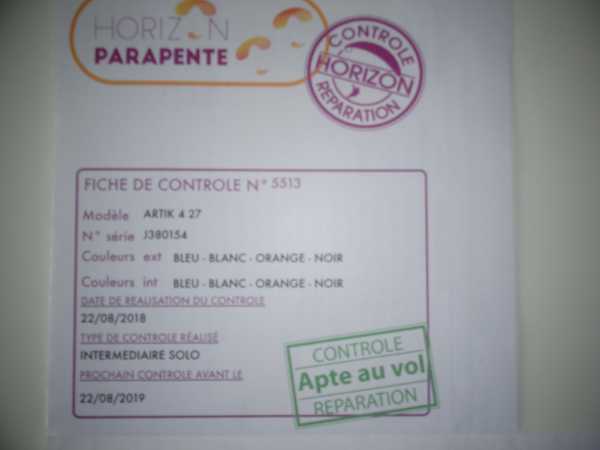 HORIZON
PARAPENTE
CONTROLE
HORIZON
REPARATION
FICHE DE CONTROLE N° 5513
Modèle ARTIK 4 27
N° série J380154
Couleurs ext BLEU - BLANC - ORANGE - NOIR
Couleurs int BLEU - BLANC - ORANGE - NOIR
DATE DE REALISATION DU CONTROLE
22/08/2018
TYPE DE CONTROLE RÉALISÉ
INTERMEDIAIRE SOLO
PROCHAIN CONTROLE AVANT LE
22/08/2019
CONTROLE
Apte au vol
REPARATION